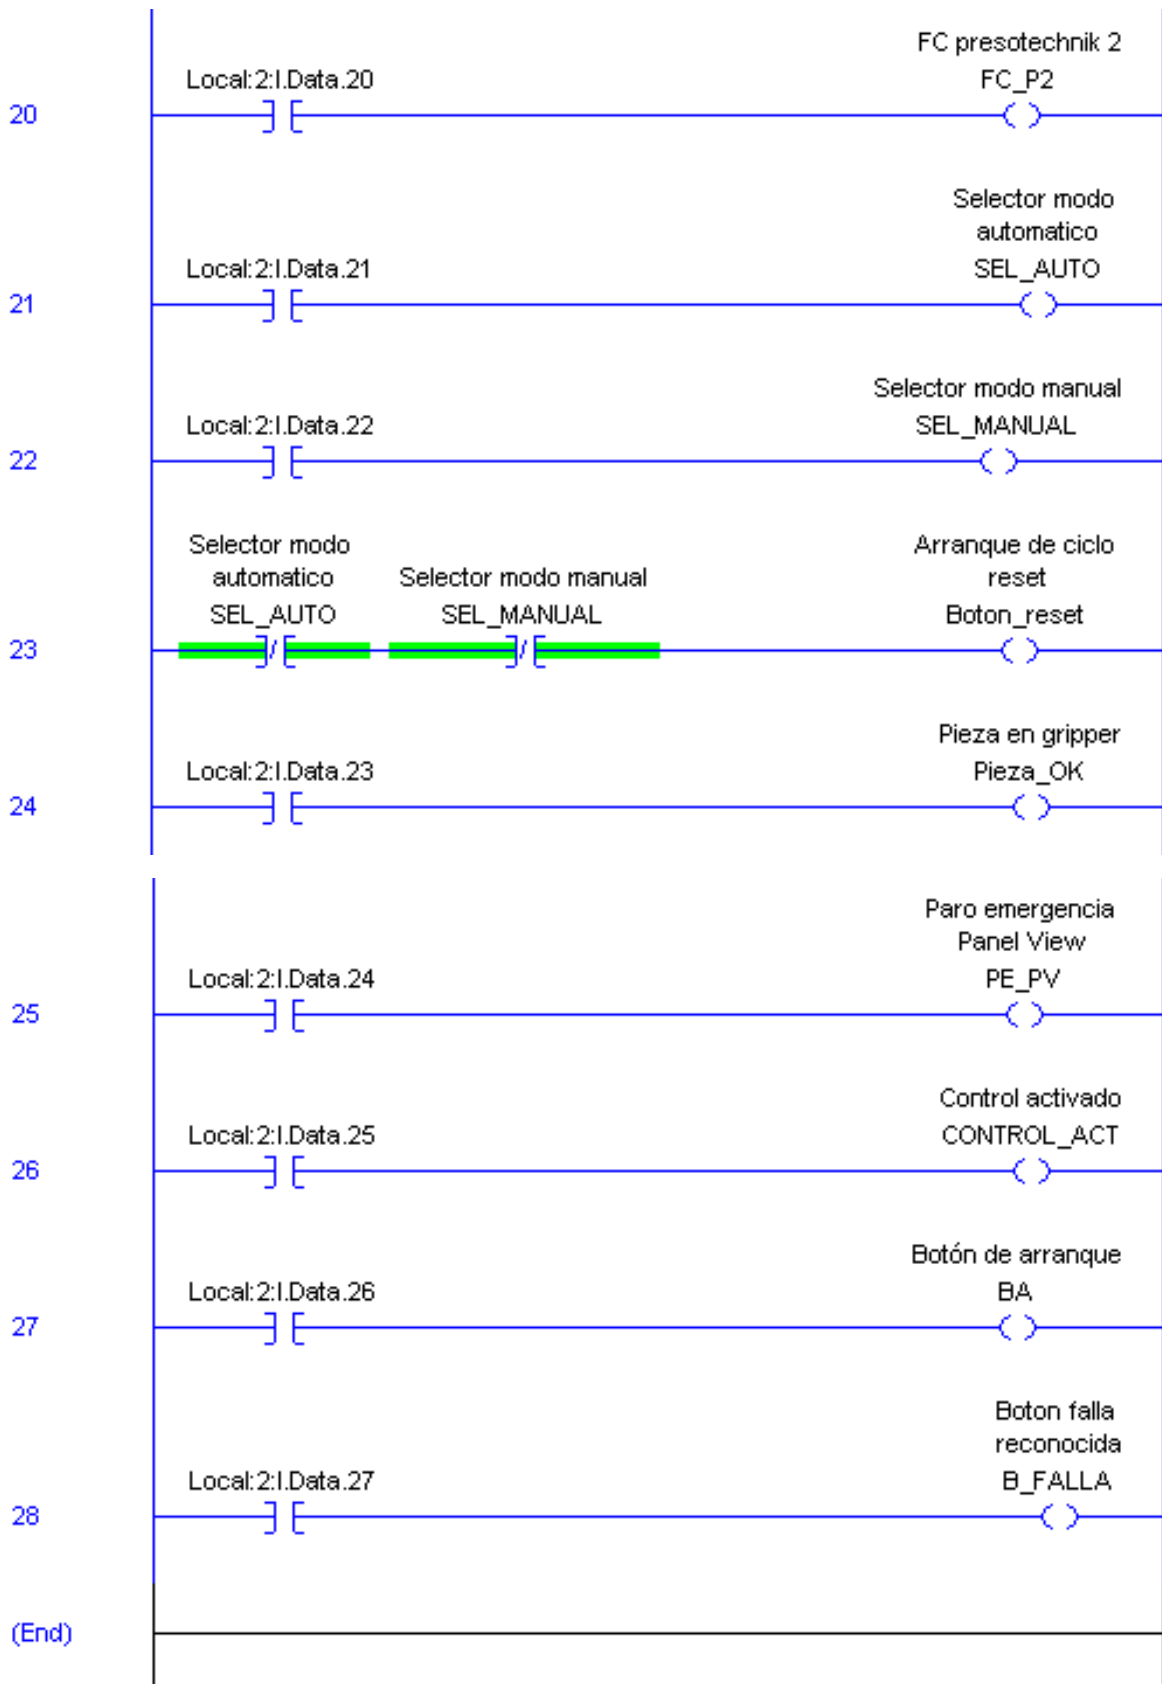 FC presotechnik 2
Local:2:I.Data.20
FC_P2
20
Selector modo
automatico
Local:2:I.Data.21
SEL_AUTO
21
Selector modo manual
Local:2:I.Data.22
SEL_MANUAL
22
Selector modo
automatico
SEL_AUTO
Selector modo manual
SEL_MANUAL
Arranque de ciclo
reset
Boton_reset
23
Pieza en gripper
Local:2:I.Data.23
Pieza_OK
24
Paro emergencia
Panel View
Local:2:I.Data.24
PE_PV
25
Control activado
Local:2:I.Data.25
CONTROL_ACT
26
Botón de arranque
Local:2:I.Data.26
BA
27
Boton falla
reconocida
Local:2:I.Data.27
B_FALLA
28
(End)